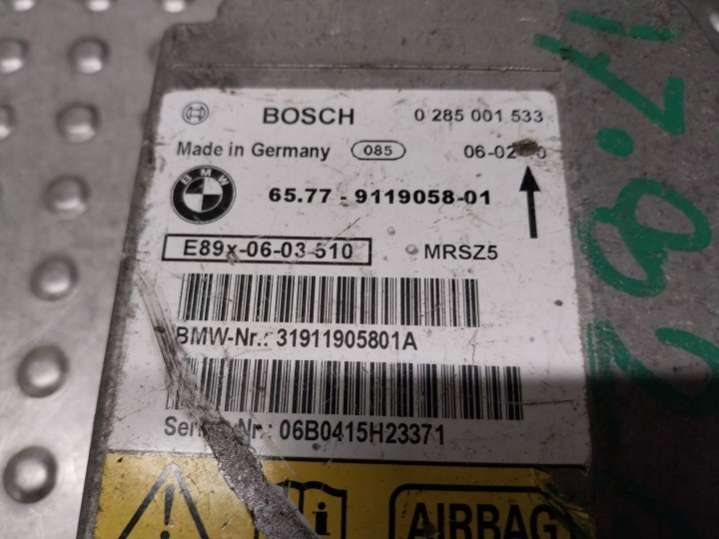 BOSCH 0 285 001 533
Made in Germany 085
BMW 65.77 - 9119058-01
E89x-06-03-510 MRSZ5
BMW-Nr.: 31911905801A
06B0415H23371
AIRBAG